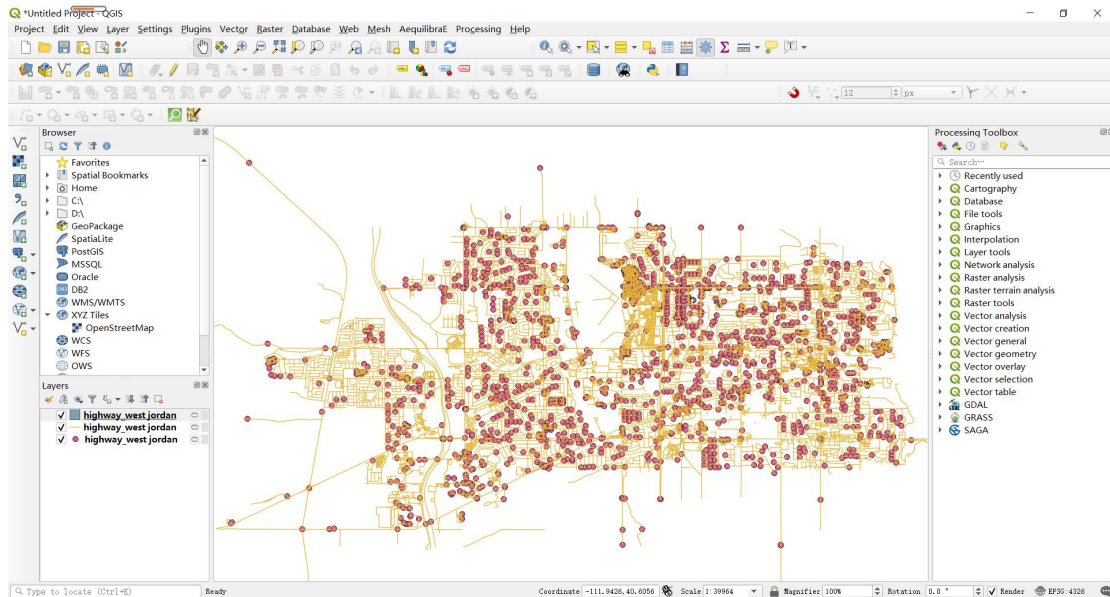 *Untitled Project - QGIS
Project Edit View Layer Settings Plugins Vector Raster Database Web Mesh AequilibraE Processing Help
12 px
Browser
Favorites
Spatial Bookmarks
Home
C:\
D:\
GeoPackage
SpatiaLite
PostGIS
MSSQL
Oracle
DB2
WMS/WMTS
XYZ Tiles
OpenStreetMap
WCS
WFS
OWS
Layers
highway_west jordan
highway_west jordan
highway_west jordan
Processing Toolbox
Search…
Recently used
Cartography
Database
File tools
Graphics
Interpolation
Layer tools
Network analysis
Raster analysis
Raster terrain analysis
Raster tools
Vector analysis
Vector creation
Vector general
Vector geometry
Vector overlay
Vector selection
Vector table
GDAL
GRASS
SAGA
Type to locate (Ctrl+K) Ready Coordinate -111.9426,40.6056 Scale 1:39964 Magnifier 100% Rotation 0.0 ° Render EPSG:4326